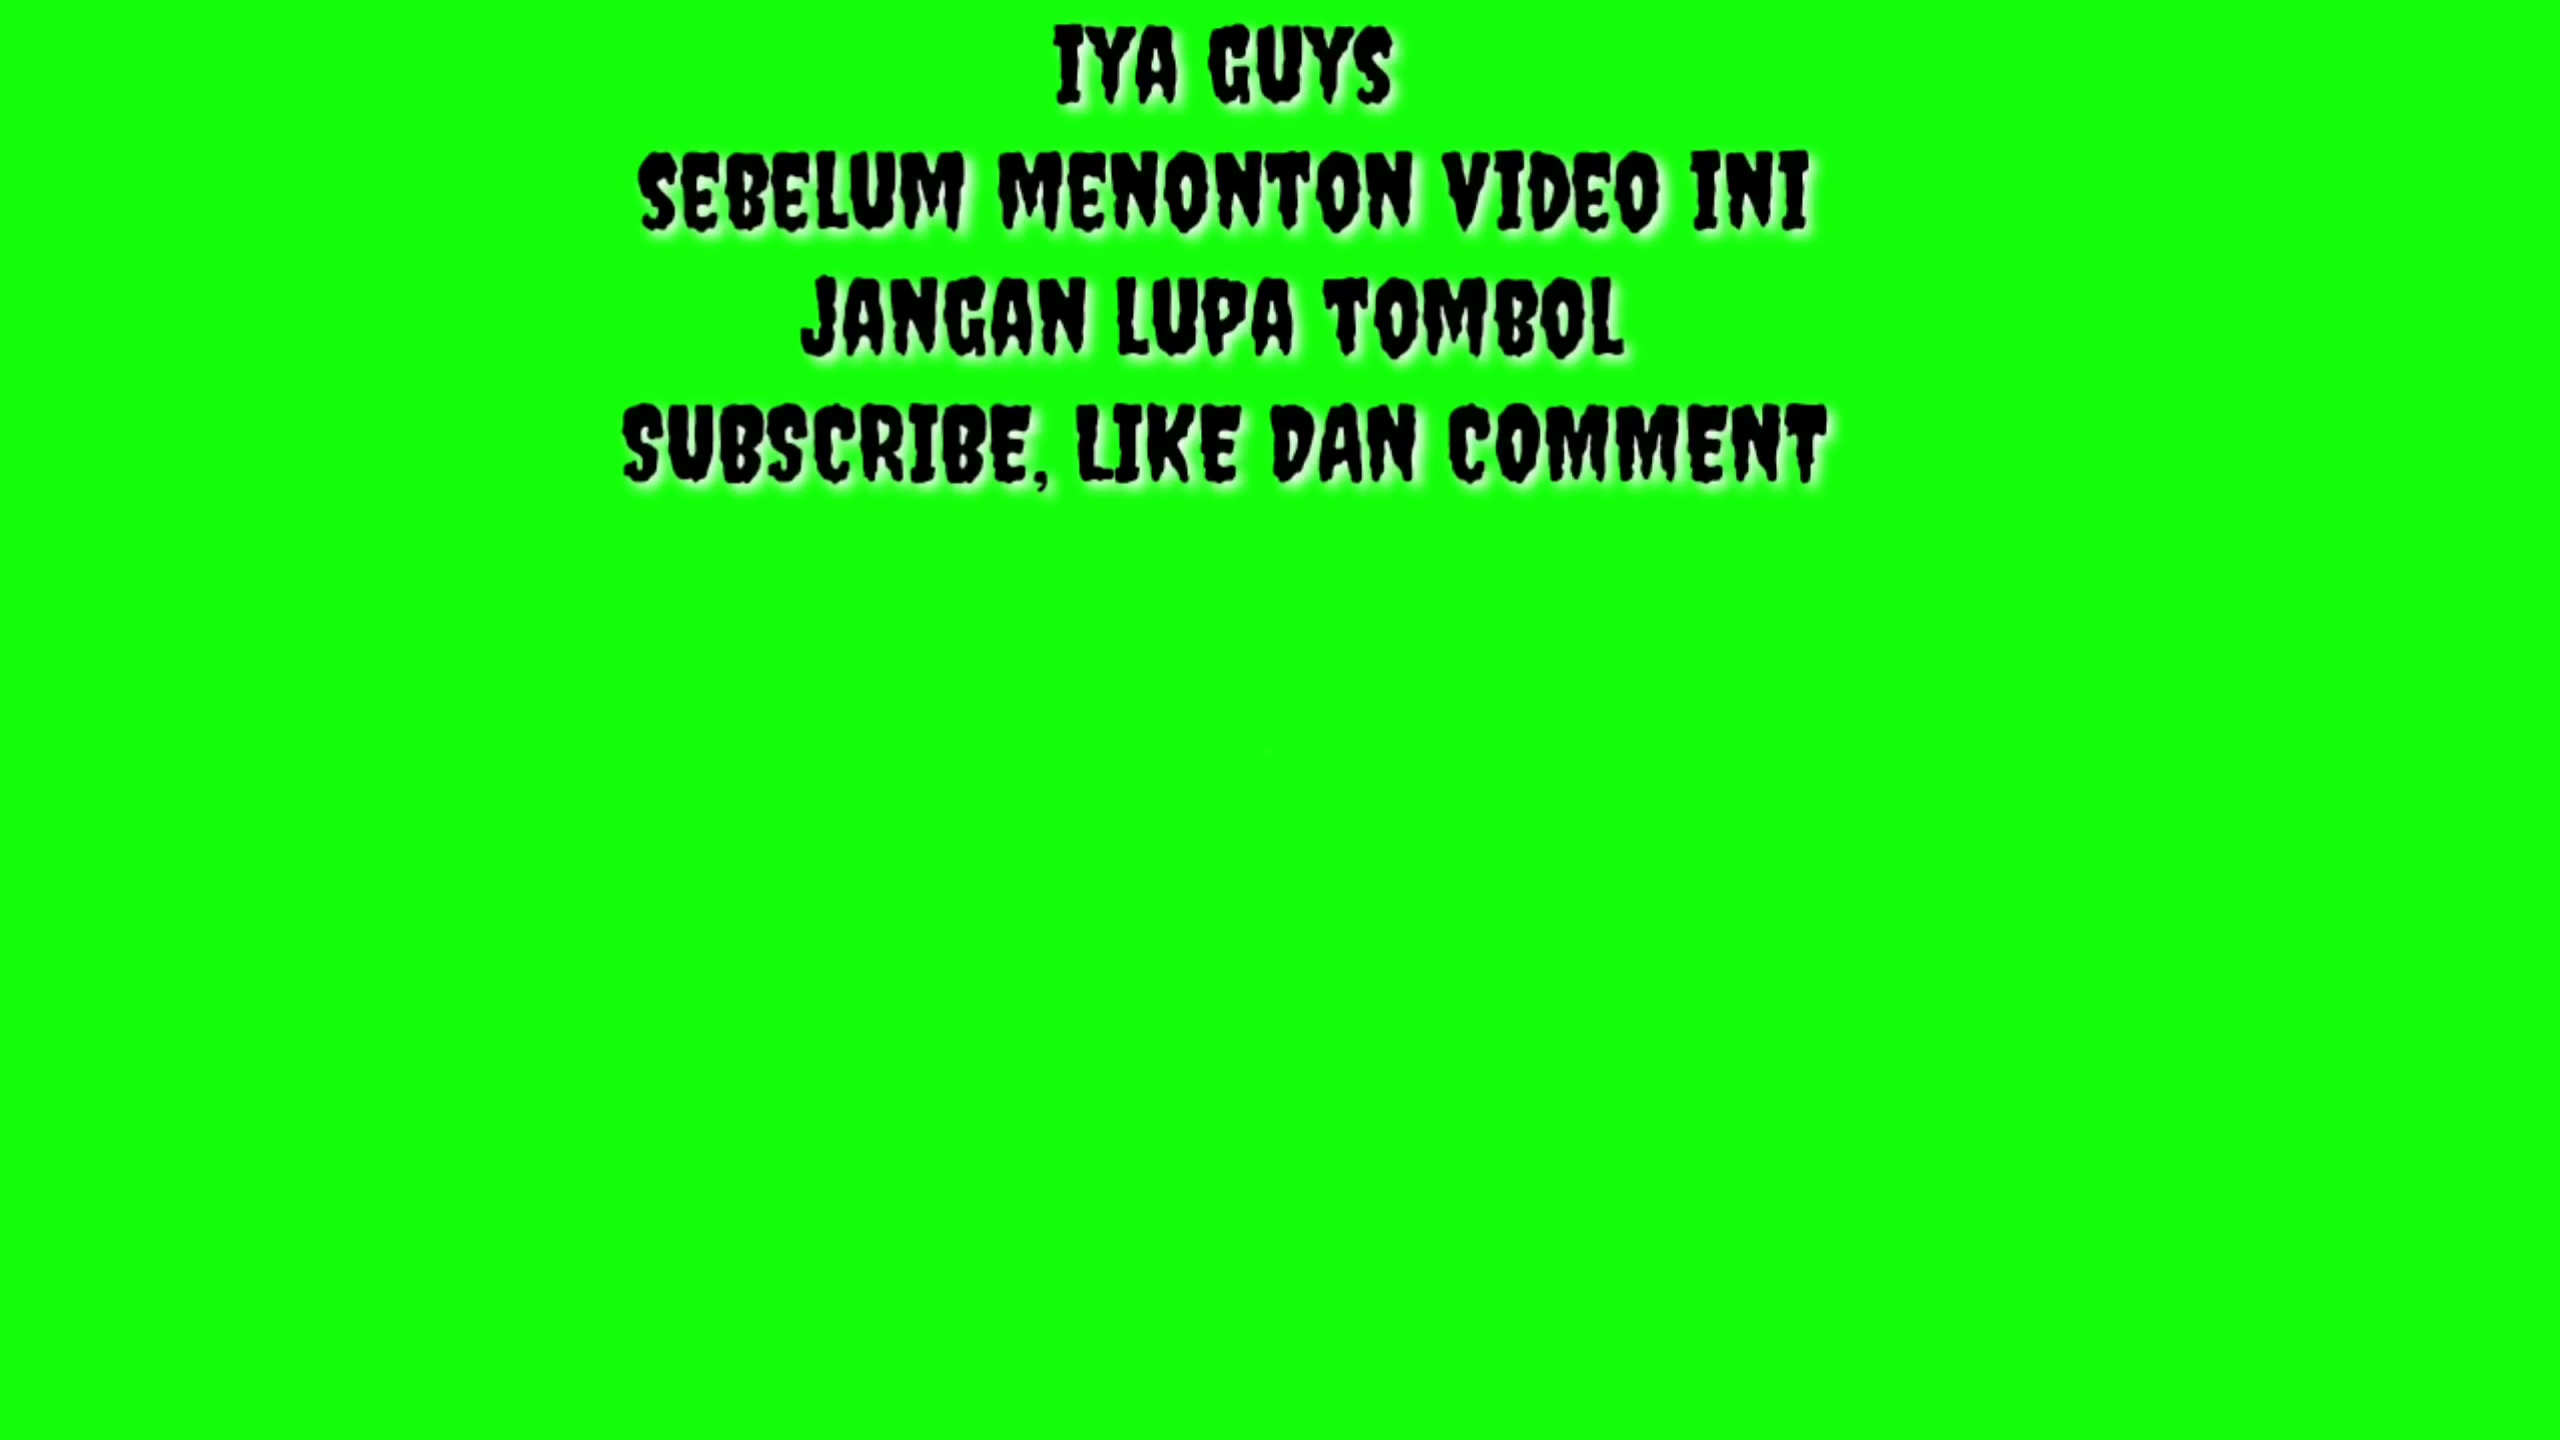 IYA GUYS
SEBELUM MENONTON VIDEO INI
JANGAN LUPA TOMBOL
SUBSCRIBE, LIKE DAN COMMENT